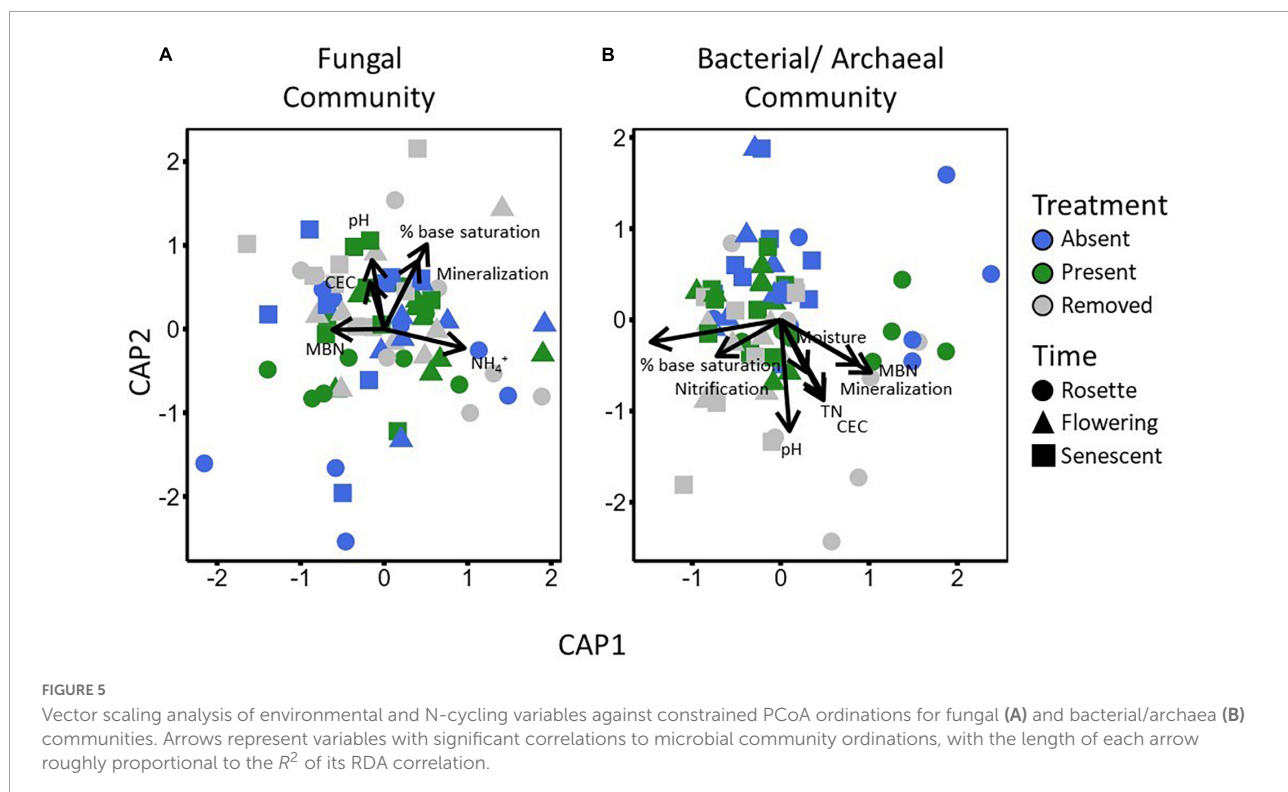 A
Fungal
Community
B
Bacterial/ Archaeal
Community
2
1
0
-1
-2
CAP2
pH
% base saturation
CEC
Mineralization
MBN
NH₄⁺
-2 -1 0 1 2
2
1
0
-1
-2
Moisture
% base saturation
MBN
Nitrification
Mineralization
TN
CEC
pH
-1 0 1 2
CAP1
Treatment
Absent
Present
Removed
Time
Rosette
Flowering
Senescent
FIGURE 5
Vector scaling analysis of environmental and N-cycling variables against constrained PCoA ordinations for fungal (A) and bacterial/archaea (B)
communities. Arrows represent variables with significant correlations to microbial community ordinations, with the length of each arrow
roughly proportional to the R² of its RDA correlation.